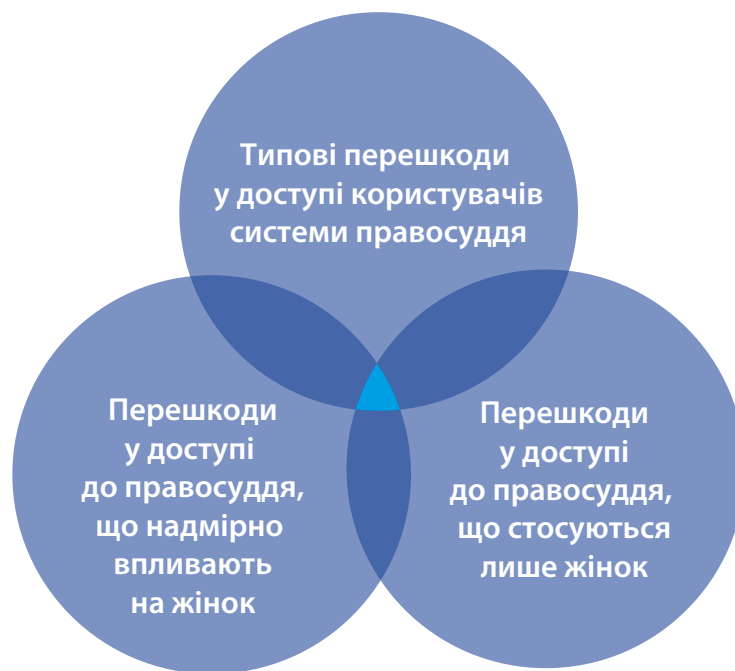 Типові перешкоди
у доступі користувачів
системи правосуддя
Перешкоди
у доступі
до правосуддя,
що надмірно
впливають
на жінок
Перешкоди
у доступі
до правосуддя,
що стосуються
лише жінок